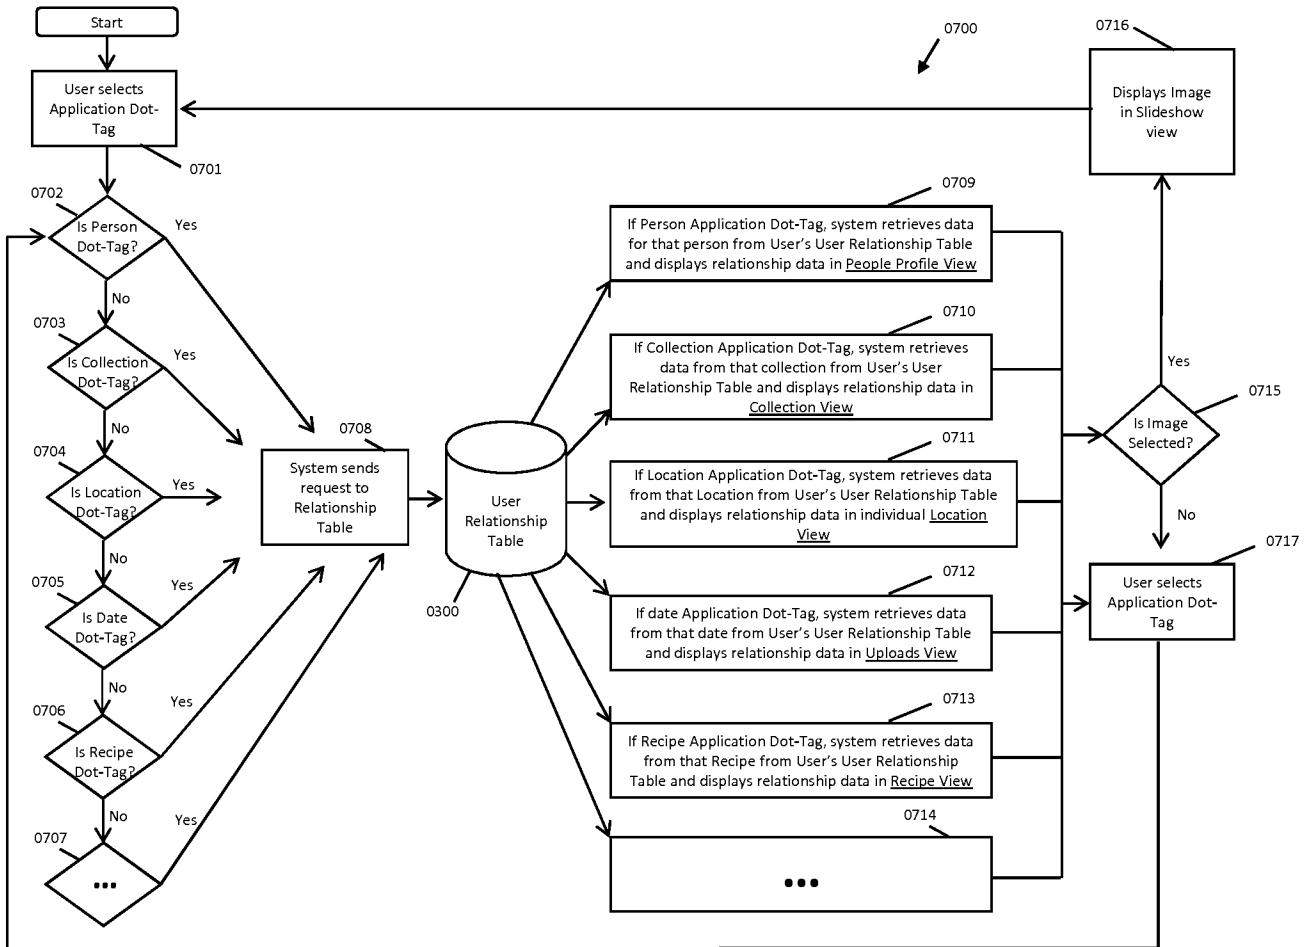 Start
0700
0716
User selects
Application Dot-
Tag
Displays Image
in Slideshow
view
0701
0702
Is Person
Dot-Tag?
Yes
No
0703
Is Collection
Dot-Tag?
Yes
No
0704
Is Location
Dot-Tag?
Yes
No
0705
Is Date
Dot-Tag?
Yes
No
0706
Is Recipe
Dot-Tag?
Yes
No
0707
...
Yes
0708
System sends
request to
Relationship
Table
User
Relationship
Table
0300
0709
If Person Application Dot-Tag, system retrieves data
for that person from User's User Relationship Table
and displays relationship data in People Profile View
0710
If Collection Application Dot-Tag, system retrieves
data from that collection from User's User
Relationship Table and displays relationship data in
Collection View
0711
If Location Application Dot-Tag, system retrieves data
from that Location from User's User Relationship Table
and displays relationship data in individual Location
View
0712
If date Application Dot-Tag, system retrieves data
from that date from User's User Relationship Table
and displays relationship data in Uploads View
0713
If Recipe Application Dot-Tag, system retrieves data
from that Recipe from User's User Relationship
Table and displays relationship data in Recipe View
0714
...
Yes
0715
Is Image
Selected?
No
0717
User selects
Application Dot-
Tag